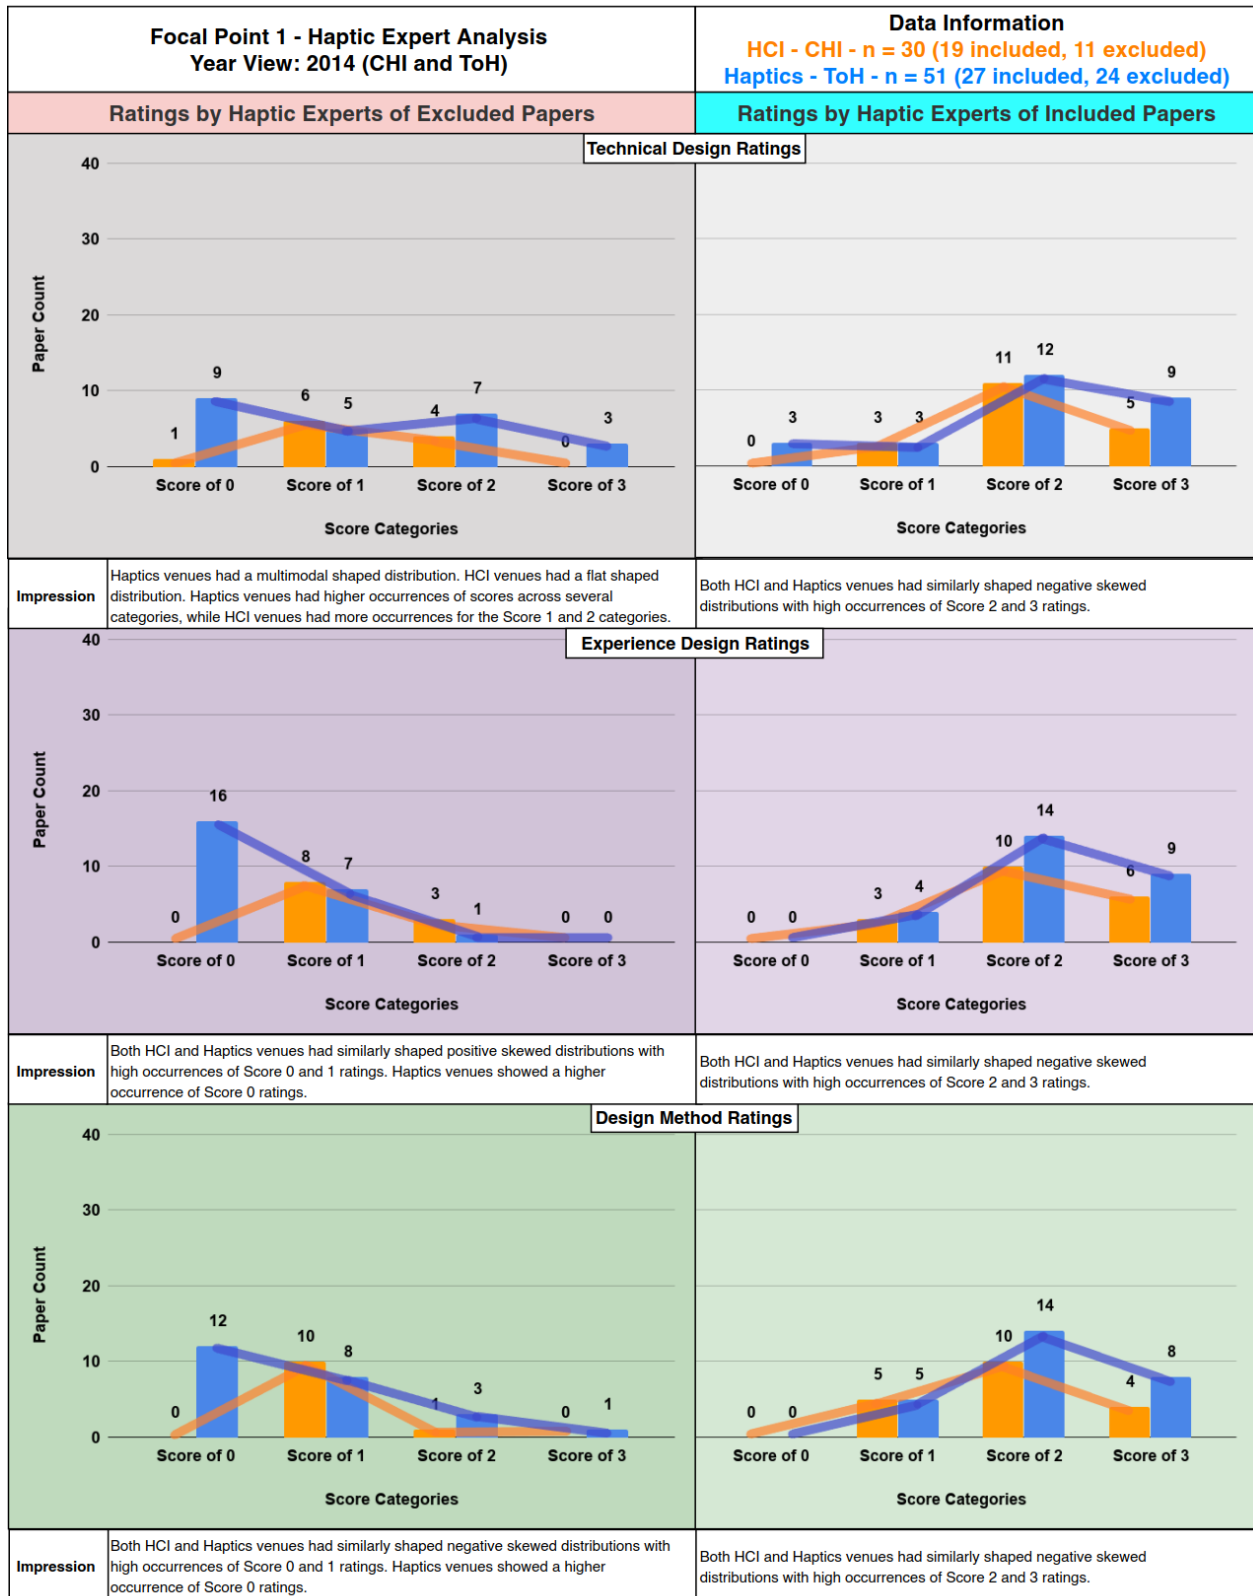 Focal Point 1 - Haptic Expert Analysis
Year View: 2014 (CHI and ToH)
Data Information
HCI - CHI - n = 30 (19 included, 11 excluded)
Haptics - ToH - n = 51 (27 included, 24 excluded)
Ratings by Haptic Experts of Excluded Papers
Ratings by Haptic Experts of Included Papers
Technical Design Ratings
Paper Count
40
30
20
10
0
1
9
6
5
4
7
0
3
Score of 0
Score of 1
Score of 2
Score of 3
Score Categories
0
3
3
3
11
12
5
9
Score of 0
Score of 1
Score of 2
Score of 3
Score Categories
Impression
Haptics venues had a multimodal shaped distribution. HCI venues had a flat shaped
distribution. Haptics venues had higher occurrences of scores across several
categories, while HCI venues had more occurrences for the Score 1 and 2 categories.
Both HCI and Haptics venues had similarly shaped negative skewed
distributions with high occurrences of Score 2 and 3 ratings.
Experience Design Ratings
Paper Count
40
30
20
10
0
0
16
8
7
3
1
0
0
Score of 0
Score of 1
Score of 2
Score of 3
Score Categories
0
0
3
4
10
14
6
9
Score of 0
Score of 1
Score of 2
Score of 3
Score Categories
Impression
Both HCI and Haptics venues had similarly shaped positive skewed distributions with
high occurrences of Score 0 and 1 ratings. Haptics venues showed a higher
occurrence of Score 0 ratings.
Both HCI and Haptics venues had similarly shaped negative skewed
distributions with high occurrences of Score 2 and 3 ratings.
Design Method Ratings
Paper Count
40
30
20
10
0
0
12
10
8
1
3
0
1
Score of 0
Score of 1
Score of 2
Score of 3
Score Categories
0
0
5
5
10
14
4
8
Score of 0
Score of 1
Score of 2
Score of 3
Score Categories
Impression
Both HCI and Haptics venues had similarly shaped negative skewed distributions with
high occurrences of Score 0 and 1 ratings. Haptics venues showed a higher
occurrence of Score 0 ratings.
Both HCI and Haptics venues had similarly shaped negative skewed
distributions with high occurrences of Score 2 and 3 ratings.